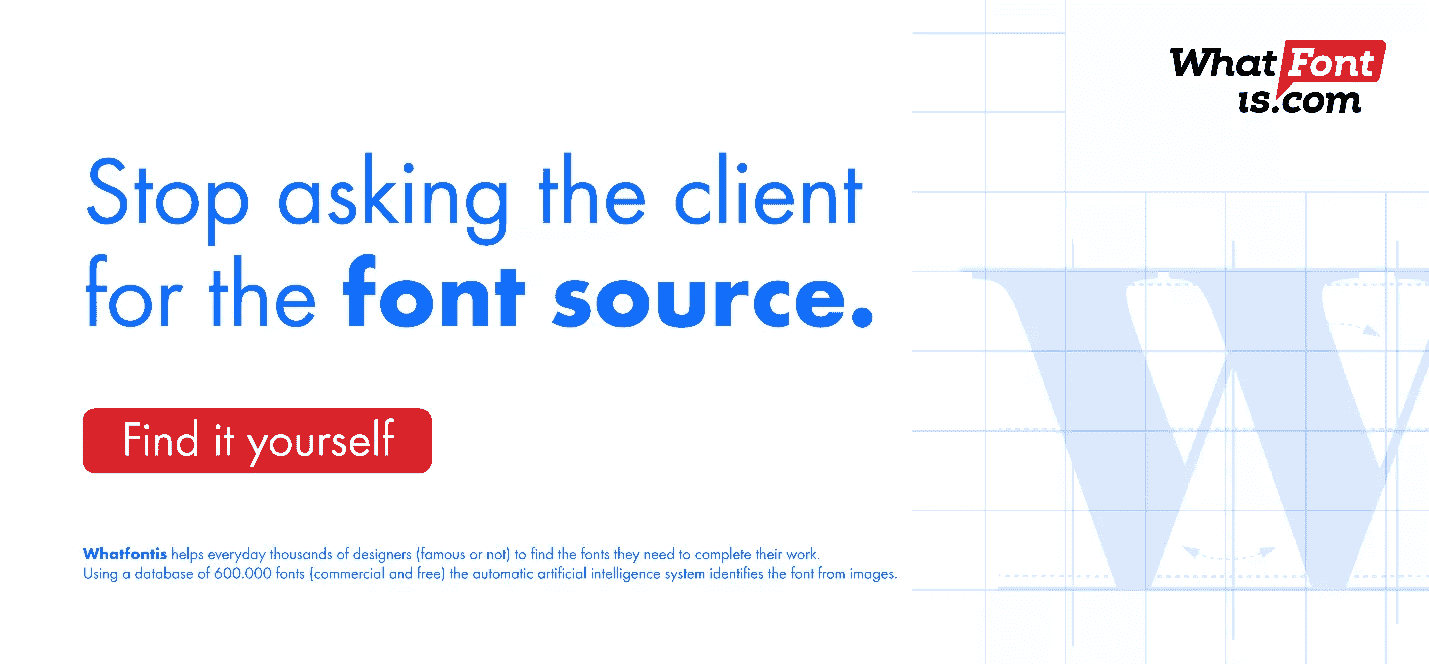 What Font
is.com
Stop asking the client
for the font source.
Find it yourself
Whatfontis helps everyday thousands of designers (famous or not) to find the fonts they need to complete their work.
Using a database of 600.000 fonts (commercial and free) the automatic artificial intelligence system identifies the font from images.
W